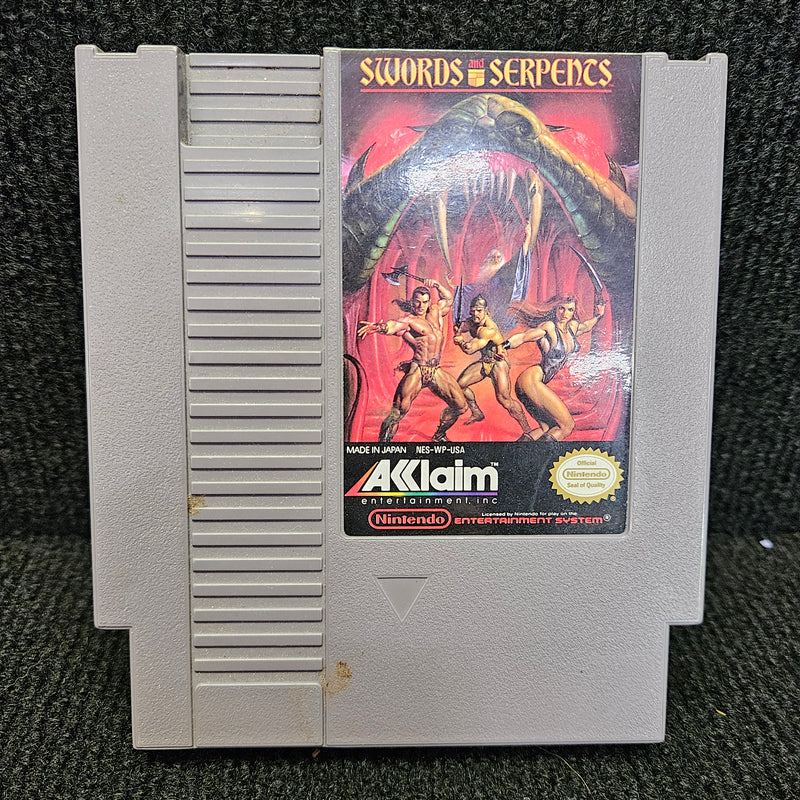 SWORDS and SERPENTS
MADE IN JAPAN NES-WP-USA
AKklaim™
entertainment, inc
Official
Nintendo
Seal of Quality
Licensed by Nintendo for play on the
Nintendo ENTERTAINMENT SYSTEM®